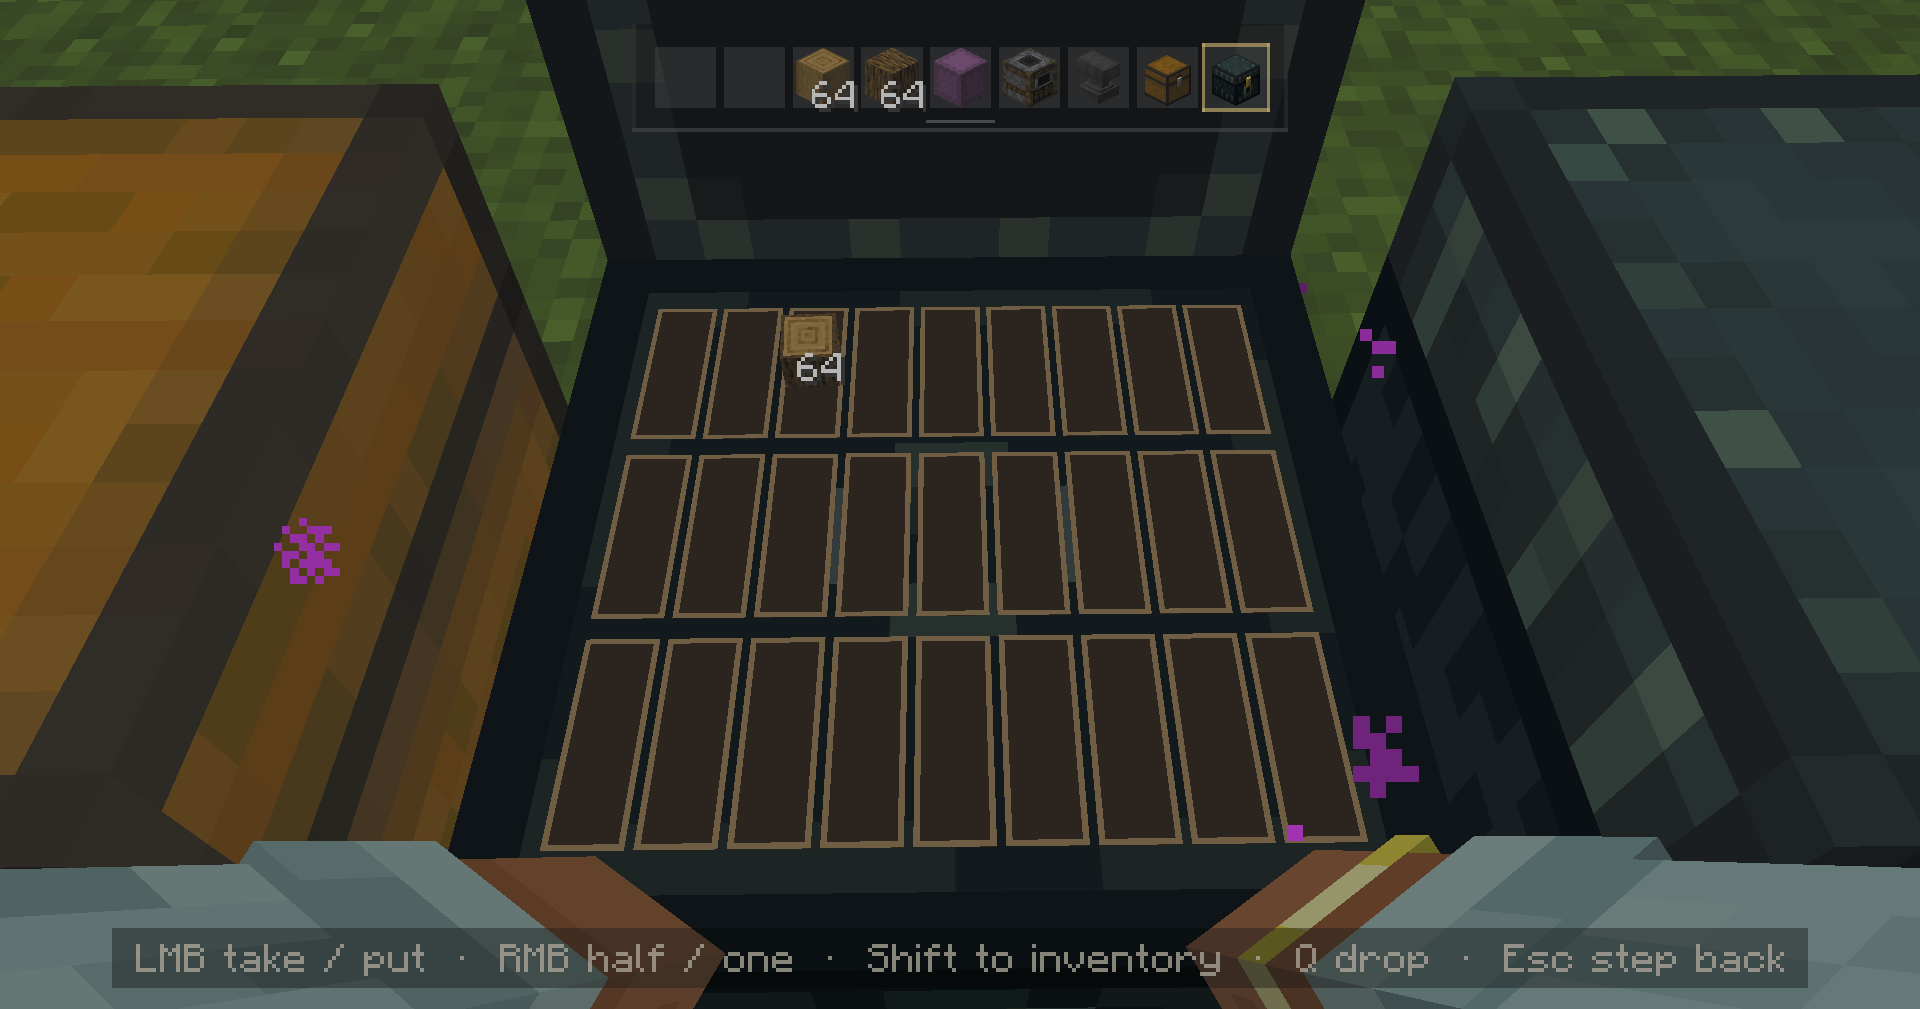 64 64
64
LMB take / put · RMB half / one · Shift to inventory · Q drop · Esc step back